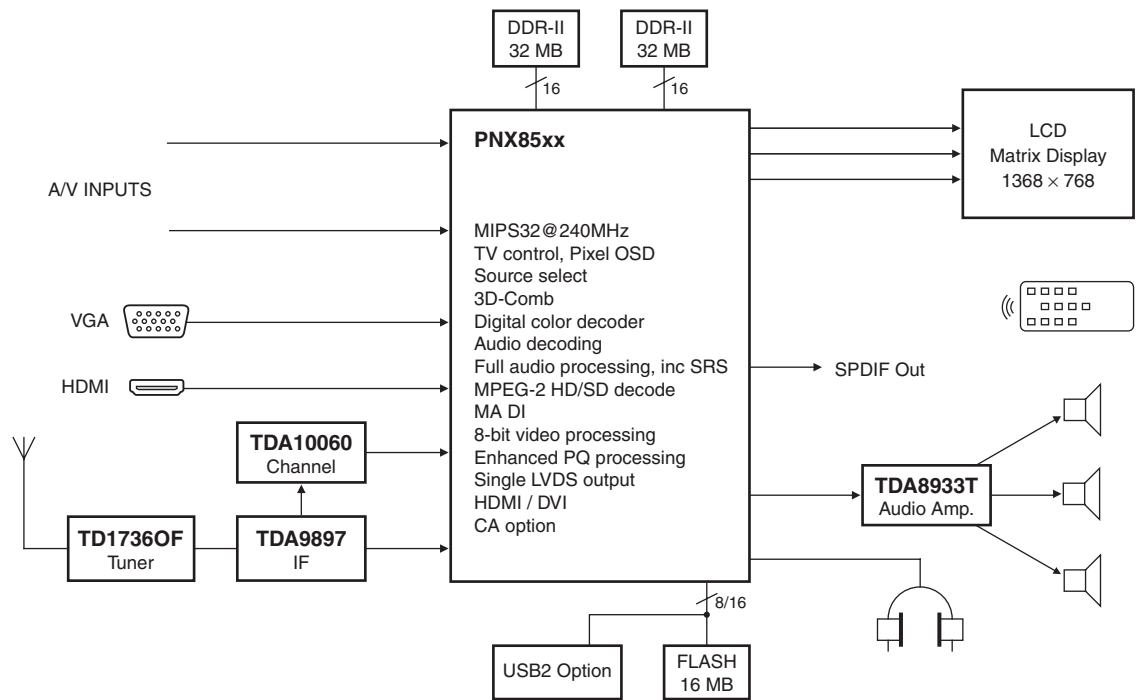 DDR-II
32 MB
DDR-II
32 MB
16
16
PNX85xx
LCD
Matrix Display
1368 × 768
A/V INPUTS
MIPS32@240MHz
TV control, Pixel OSD
Source select
3D-Comb
Digital color decoder
Audio decoding
Full audio processing, inc SRS
MPEG-2 HD/SD decode
MA DI
8-bit video processing
Enhanced PQ processing
Single LVDS output
HDMI / DVI
CA option
VGA
HDMI
SPDIF Out
TDA10060
Channel
TD1736OF
Tuner
TDA9897
IF
TDA8933T
Audio Amp.
8/16
USB2 Option
FLASH
16 MB